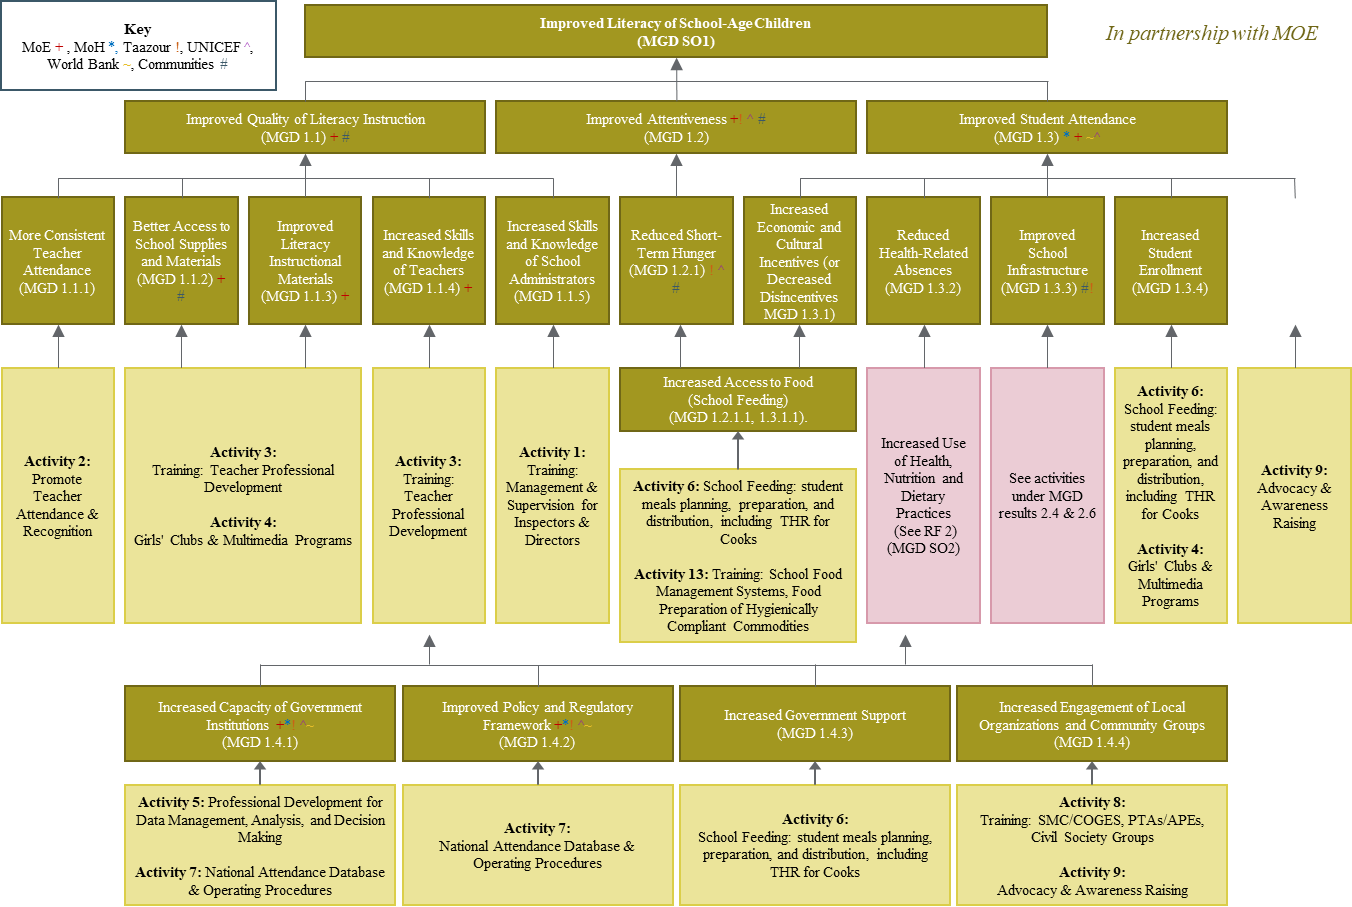 Key
MoE + , MoH *, Taazour !, UNICEF ^,
World Bank ~, Communities #
Improved Literacy of School-Age Children
(MGD SO1)
In partnership with MOE
Improved Quality of Literacy Instruction
(MGD 1.1) + #
Improved Attentiveness +! ^ #
(MGD 1.2)
Improved Student Attendance
(MGD 1.3) * + ~^
More Consistent
Teacher
Attendance
(MGD 1.1.1)
Better Access to
School Supplies
and Materials
(MGD 1.1.2) +
#
Improved
Literacy
Instructional
Materials
(MGD 1.1.3) +
Increased Skills
and Knowledge
of Teachers
(MGD 1.1.4) +
Increased Skills
and Knowledge
of School
Administrators
(MGD 1.1.5)
Reduced Short-
Term Hunger
(MGD 1.2.1) ! ^
#
Increased
Economic and
Cultural
Incentives (or
Decreased
Disincentives
MGD 1.3.1)
Reduced
Health-Related
Absences
(MGD 1.3.2)
Improved
School
Infrastructure
(MGD 1.3.3) #!
Increased
Student
Enrollment
(MGD 1.3.4)
Activity 2:
Promote
Teacher
Attendance &
Recognition
Activity 3:
Training: Teacher Professional
Development
Activity 4:
Girls' Clubs & Multimedia Programs
Activity 3:
Training:
Teacher
Professional
Development
Activity 1:
Training:
Management &
Supervision for
Inspectors &
Directors
Increased Access to Food
(School Feeding)
(MGD 1.2.1.1, 1.3.1.1).
Activity 6: School Feeding: student
meals planning, preparation, and
distribution, including THR for
Cooks
Activity 13: Training: School Food
Management Systems, Food
Preparation of Hygienically
Compliant Commodities
Increased Use
of Health,
Nutrition and
Dietary
Practices
(See RF 2)
(MGD SO2)
See activities
under MGD
results 2.4 & 2.6
Activity 6:
School Feeding:
student meals
planning,
preparation, and
distribution,
including THR
for Cooks
Activity 4:
Girls' Clubs &
Multimedia
Programs
Activity 9:
Advocacy &
Awareness
Raising
Increased Capacity of Government
Institutions +*! ^~
(MGD 1.4.1)
Improved Policy and Regulatory
Framework +*! ^~
(MGD 1.4.2)
Increased Government Support
(MGD 1.4.3)
Increased Engagement of Local
Organizations and Community Groups
(MGD 1.4.4)
Activity 5: Professional Development for
Data Management, Analysis, and Decision
Making
Activity 7: National Attendance Database
& Operating Procedures
Activity 7:
National Attendance Database &
Operating Procedures
Activity 6:
School Feeding: student meals planning,
preparation, and distribution, including
THR for Cooks
Activity 8:
Training: SMC/COGES, PTAs/APEs,
Civil Society Groups
Activity 9:
Advocacy & Awareness Raising